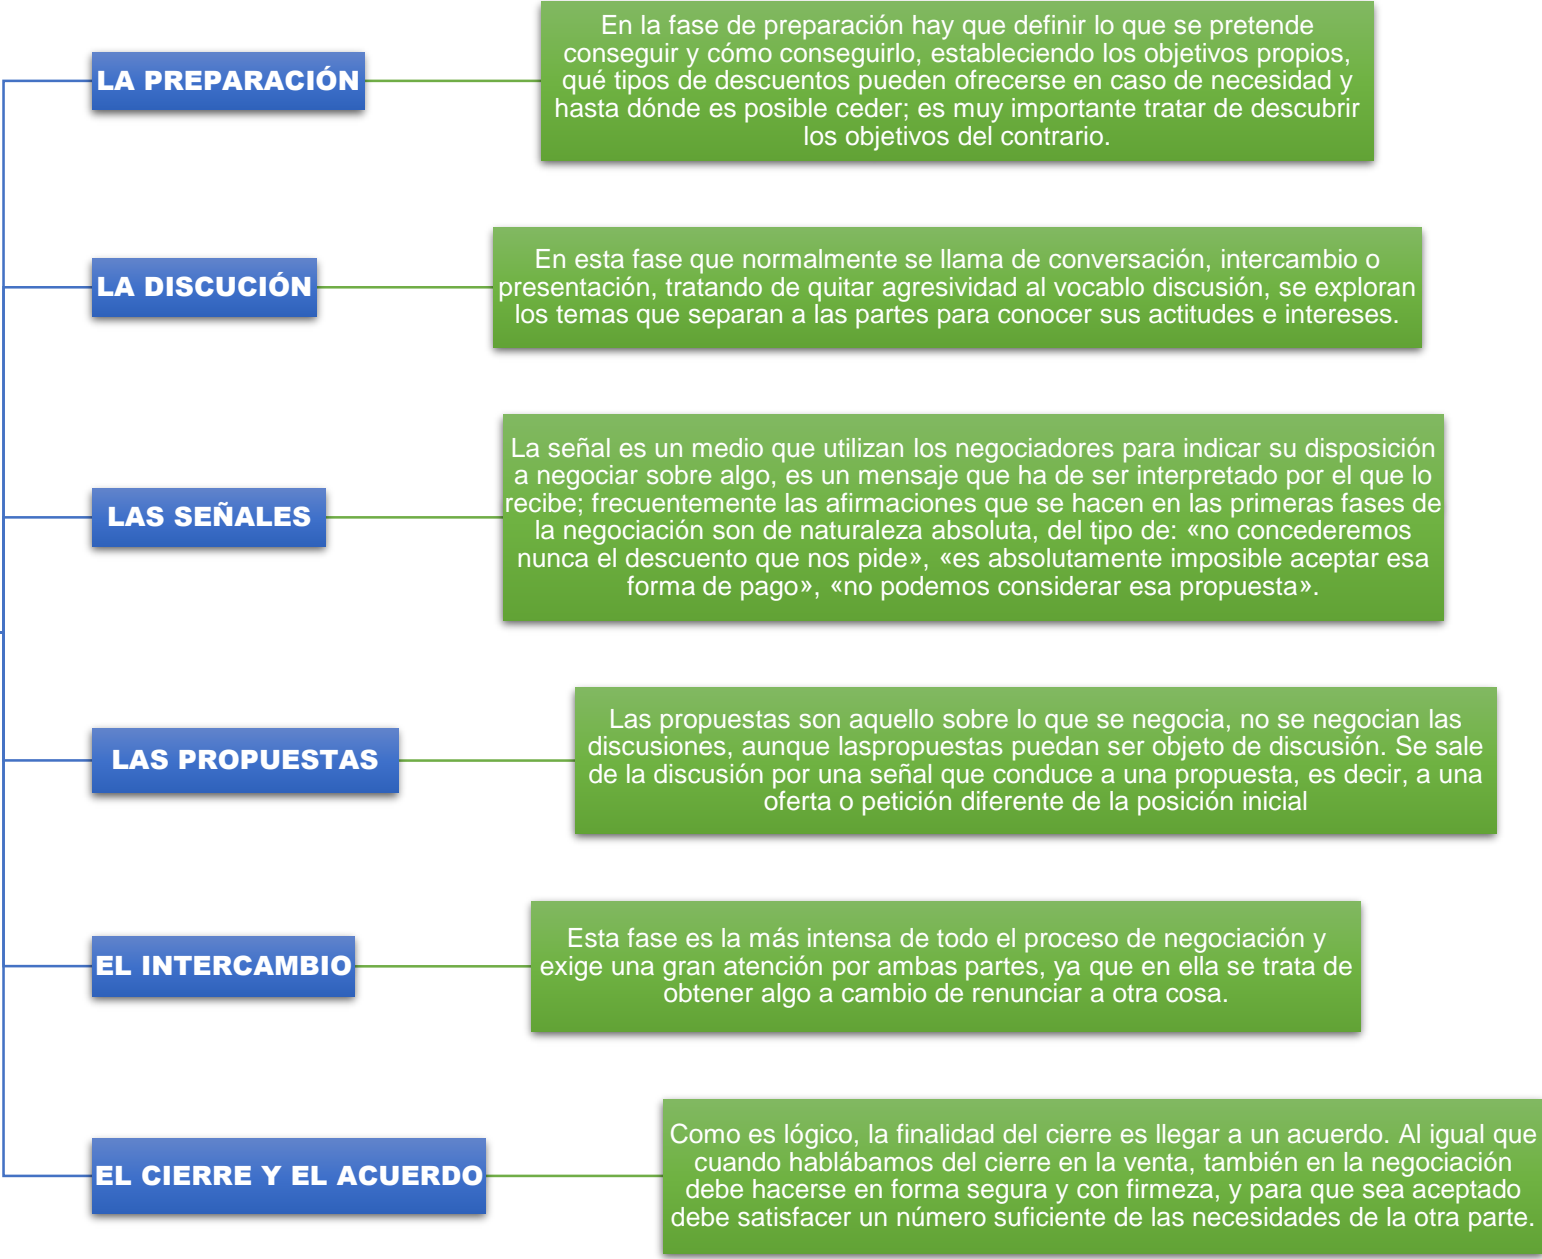 LA PREPARACIÓN
En la fase de preparación hay que definir lo que se pretende
conseguir y cómo conseguirlo, estableciendo los objetivos propios,
qué tipos de descuentos pueden ofrecerse en caso de necesidad y
hasta dónde es posible ceder; es muy importante tratar de descubrir
los objetivos del contrario.
LA DISCUCIÓN
En esta fase que normalmente se llama de conversación, intercambio o
presentación, tratando de quitar agresividad al vocablo discusión, se exploran
los temas que separan a las partes para conocer sus actitudes e intereses.
LAS SEÑALES
La señal es un medio que utilizan los negociadores para indicar su disposición
a negociar sobre algo, es un mensaje que ha de ser interpretado por el que lo
recibe; frecuentemente las afirmaciones que se hacen en las primeras fases de
la negociación son de naturaleza absoluta, del tipo de: «no concederemos
nunca el descuento que nos pide», «es absolutamente imposible aceptar esa
forma de pago», «no podemos considerar esa propuesta».
LAS PROPUESTAS
Las propuestas son aquello sobre lo que se negocia, no se negocian las
discusiones, aunque laspropuestas puedan ser objeto de discusión. Se sale
de la discusión por una señal que conduce a una propuesta, es decir, a una
oferta o petición diferente de la posición inicial
EL INTERCAMBIO
Esta fase es la más intensa de todo el proceso de negociación y
exige una gran atención por ambas partes, ya que en ella se trata de
obtener algo a cambio de renunciar a otra cosa.
EL CIERRE Y EL ACUERDO
Como es lógico, la finalidad del cierre es llegar a un acuerdo. Al igual que
cuando hablábamos del cierre en la venta, también en la negociación
debe hacerse en forma segura y con firmeza, y para que sea aceptado
debe satisfacer un número suficiente de las necesidades de la otra parte.